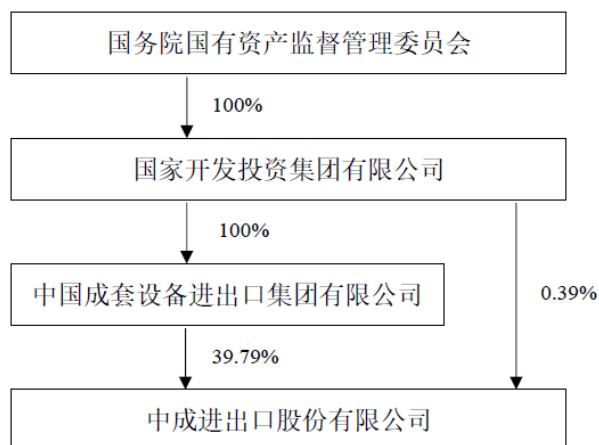 国务院国有资产监督管理委员会
100%
国家开发投资集团有限公司
100%
中国成套设备进出口集团有限公司
0.39%
39.79%
中成进出口股份有限公司